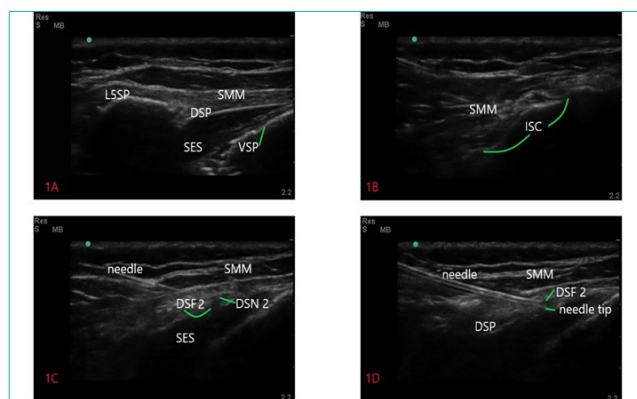 Res
S MB
L5SP
SMM
DSP
SES
VSP
1A
2.2
Res
S MB
SMM
ISC
1B
2.2
Res
S MB
needle
SMM
DSF 2
DSN 2
SES
1C
2.2
Res
S MB
needle
SMM
DSF 2
needle tip
DSP
1D
2.2